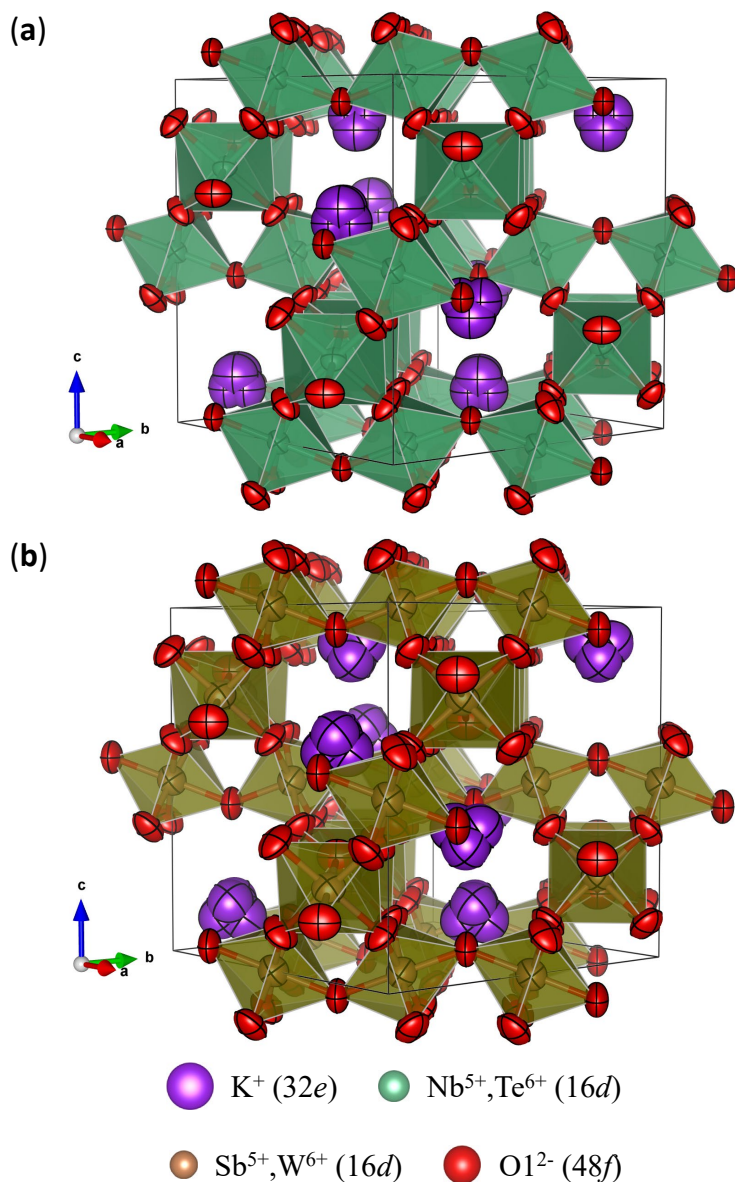 (a)
c
b
a
(b)
c
b
a
K⁺ (32e) Nb⁵⁺,Te⁶⁺ (16d)
Sb⁵⁺,W⁶⁺ (16d) O1²⁻ (48f)